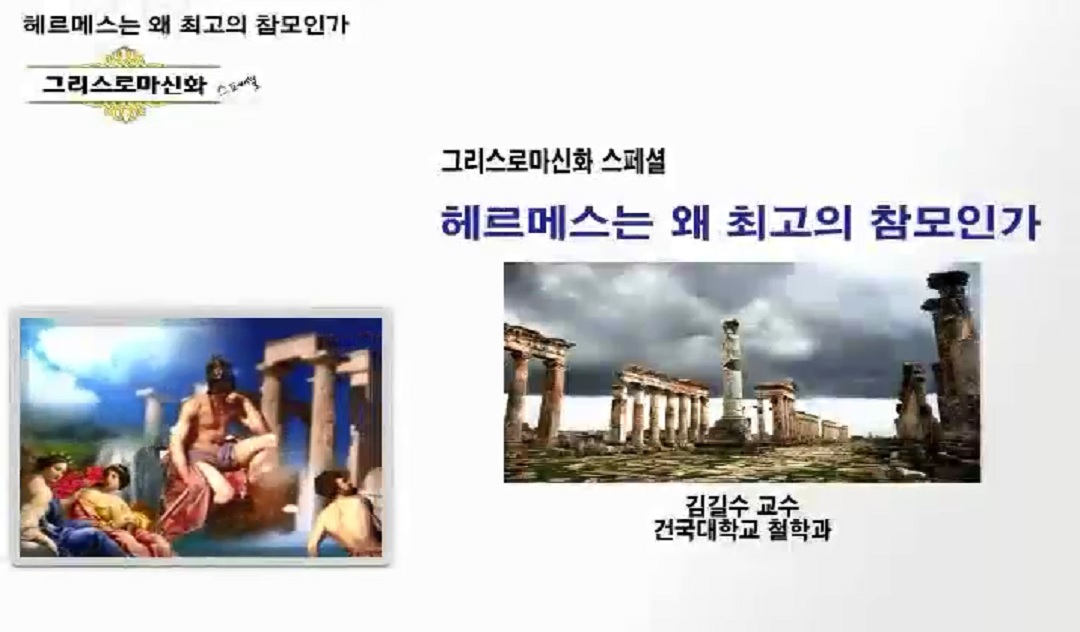 헤르메스는 왜 최고의 참모인가
그리스로마신화 스페셜
그리스로마신화 스페셜
헤르메스는 왜 최고의 참모인가
김길수 교수
건국대학교 철학과